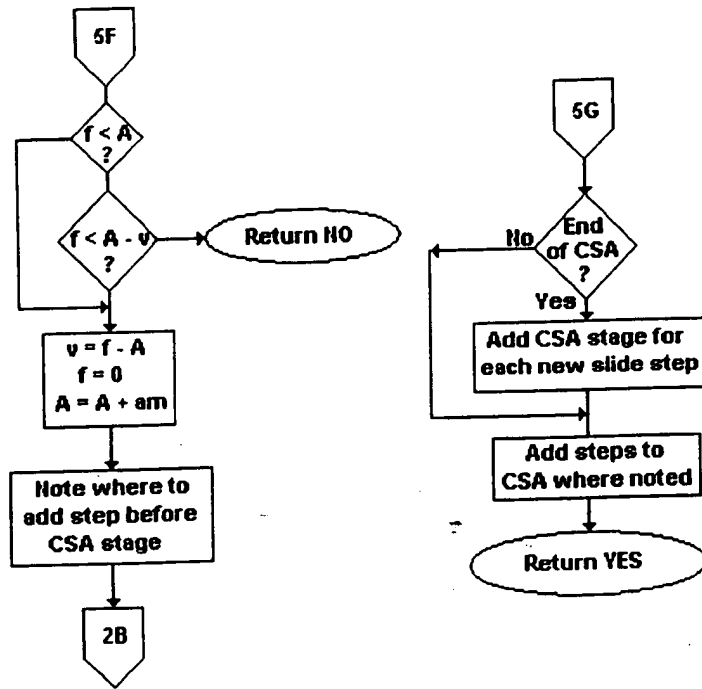 5F
f < A
?
f < A - v
?
Return NO
v = f - A
f = 0
A = A + am
Note where to
add step before
CSA stage
2B
5G
End
of CSA
?
No
Yes
Add CSA stage for
each new slide step
Add steps to
CSA where noted
Return YES